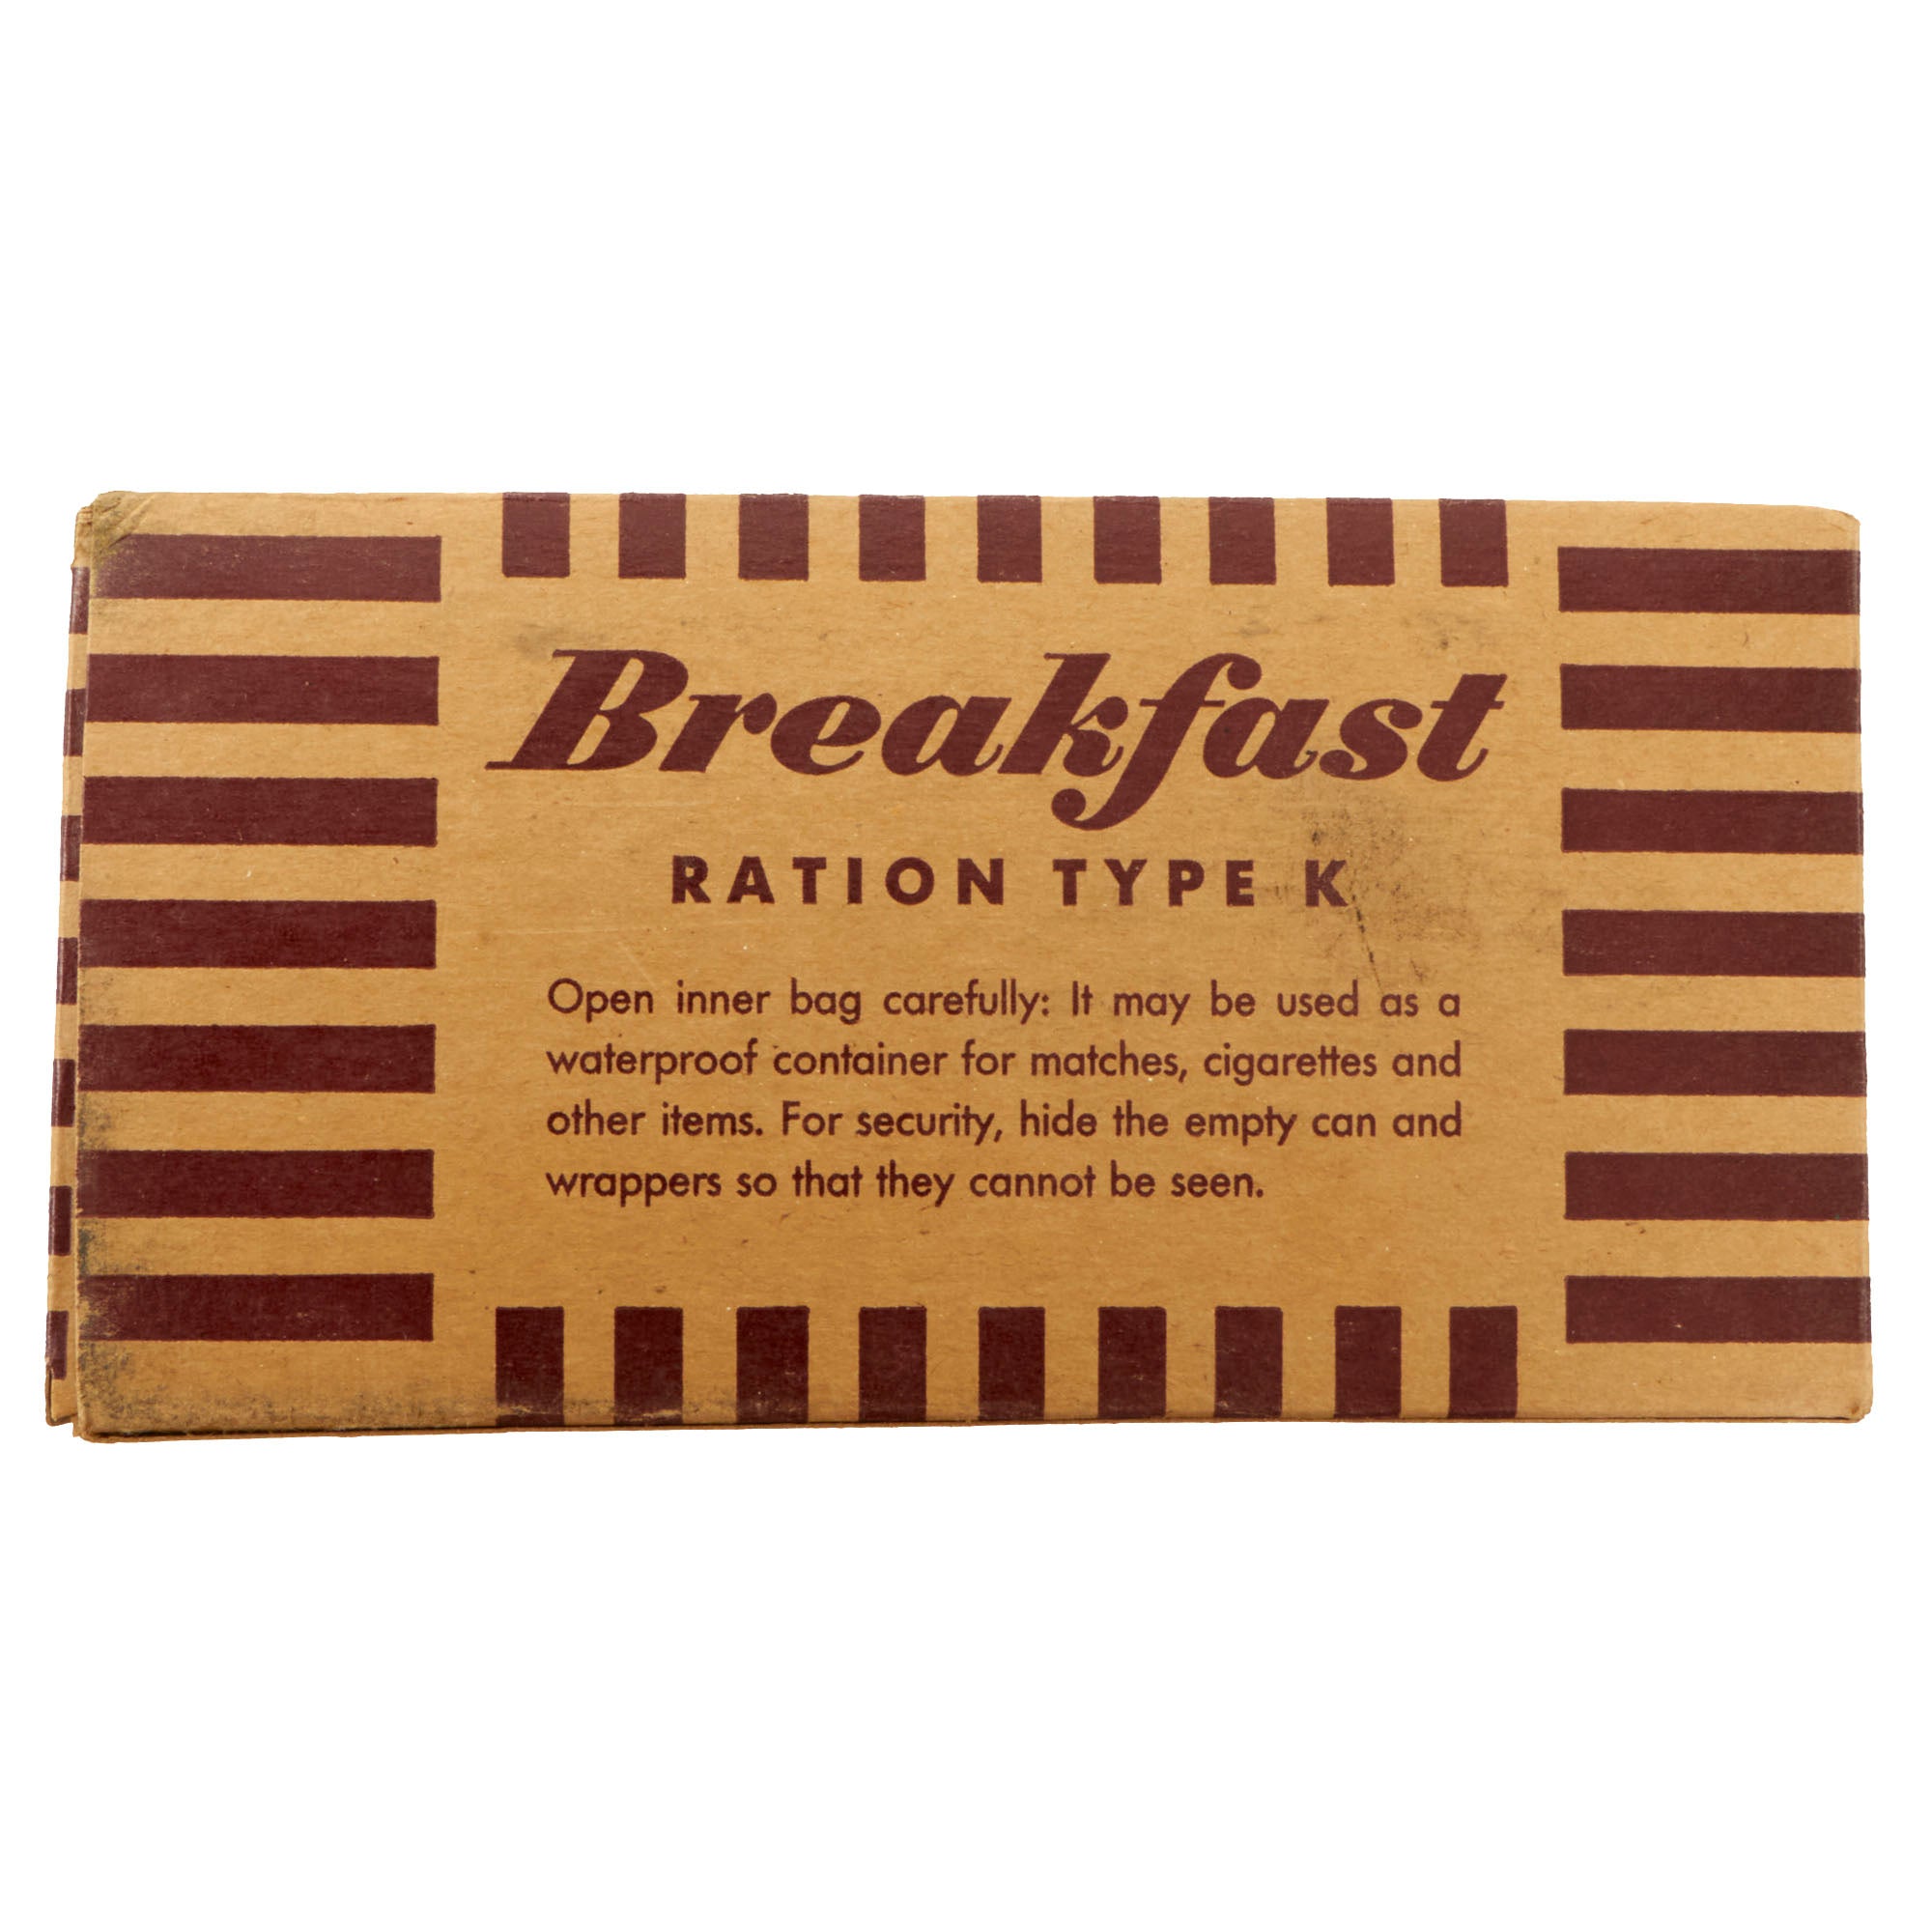 Breakfast
RATION TYPE K
Open inner bag carefully: It may be used as a
waterproof container for matches, cigarettes and
other items. For security, hide the empty can and
wrappers so that they cannot be seen.